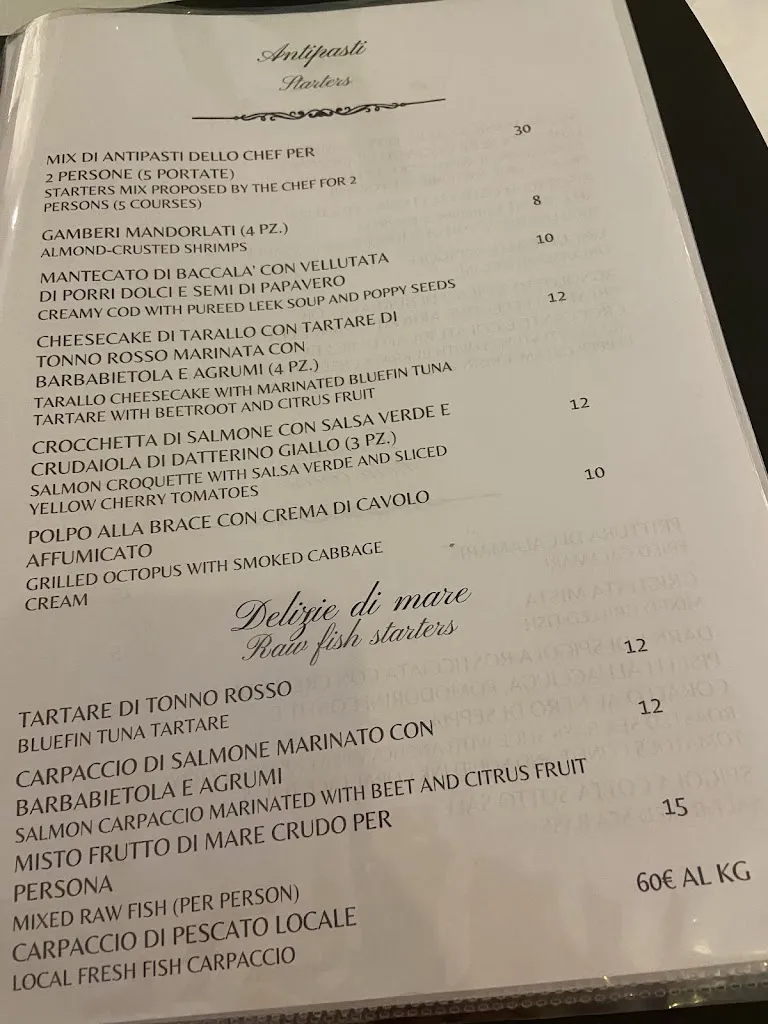 Antipasti
Starters
MIX DI ANTIPASTI DELLO CHEF PER 30
2 PERSONE (5 PORTATE)
STARTERS MIX PROPOSED BY THE CHEF FOR 2
PERSONS (5 COURSES)
GAMBERI MANDORLATI (4 PZ.) 8
ALMOND-CRUSTED SHRIMPS
MANTECATO DI BACCALA' CON VELLUTATA 10
DI PORRI DOLCI E SEMI DI PAPAVERO
CREAMY COD WITH PUREED LEEK SOUP AND POPPY SEEDS
CHEESECAKE DI TARALLO CON TARTARE DI 12
TONNO ROSSO MARINATA CON
BARBABIETOLA E AGRUMI (4 PZ.)
TARALLO CHEESECAKE WITH MARINATED BLUEFIN TUNA
TARTARE WITH BEETROOT AND CITRUS FRUIT
CROCCHETTA DI SALMONE CON SALSA VERDE E 12
CRUDAIOLA DI DATTERINO GIALLO (3 PZ.)
SALMON CROQUETTE WITH SALSA VERDE AND SLICED
YELLOW CHERRY TOMATOES
POLPO ALLA BRACE CON CREMA DI CAVOLO 10
AFFUMICATO
GRILLED OCTOPUS WITH SMOKED CABBAGE
CREAM
Delizie di mare
Raw fish starters
TARTARE DI TONNO ROSSO 12
BLUEFIN TUNA TARTARE
CARPACCIO DI SALMONE MARINATO CON 12
BARBABIETOLA E AGRUMI
SALMON CARPACCIO MARINATED WITH BEET AND CITRUS FRUIT
MISTO FRUTTO DI MARE CRUDO PER 15
PERSONA
MIXED RAW FISH (PER PERSON)
CARPACCIO DI PESCATO LOCALE 60€ AL KG
LOCAL FRESH FISH CARPACCIO